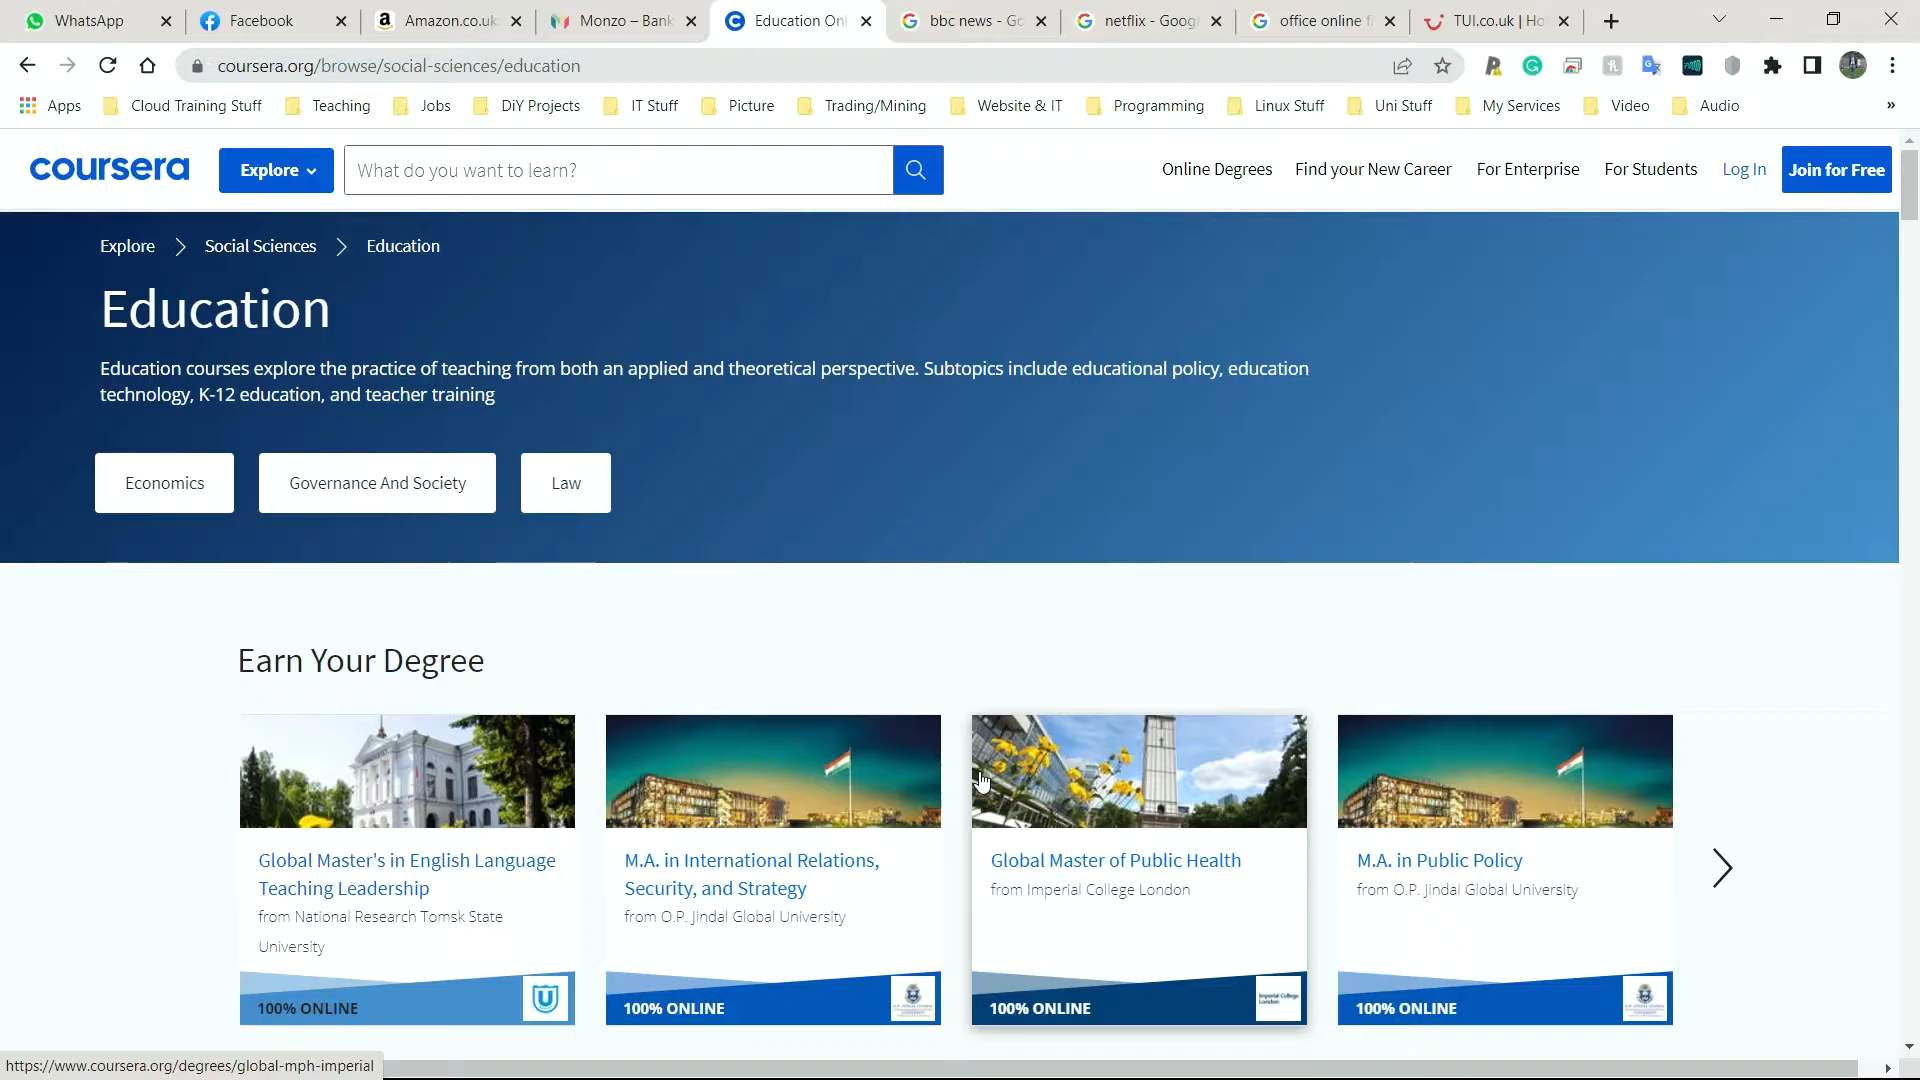 WhatsApp
Facebook
Amazon.co.uk
Monzo – Bank
Education Onl
bbc news - Go
netflix - Goog
office online f
TUI.co.uk | Ho
coursera.org/browse/social-sciences/education
Apps
Cloud Training Stuff
Teaching
Jobs
DiY Projects
IT Stuff
Picture
Trading/Mining
Website & IT
Programming
Linux Stuff
Uni Stuff
My Services
Video
Audio
»
coursera
Explore
What do you want to learn?
Online Degrees
Find your New Career
For Enterprise
For Students
Log In
Join for Free
Explore
Social Sciences
Education
Education
Education courses explore the practice of teaching from both an applied and theoretical perspective. Subtopics include educational policy, education
technology, K-12 education, and teacher training
Economics
Governance And Society
Law
Earn Your Degree
Global Master's in English Language
Teaching Leadership
from National Research Tomsk State
University
100% ONLINE
M.A. in International Relations,
Security, and Strategy
from O.P. Jindal Global University
100% ONLINE
Global Master of Public Health
from Imperial College London
100% ONLINE
Imperial College
London
M.A. in Public Policy
from O.P. Jindal Global University
100% ONLINE
https://www.coursera.org/degrees/global-mph-imperial